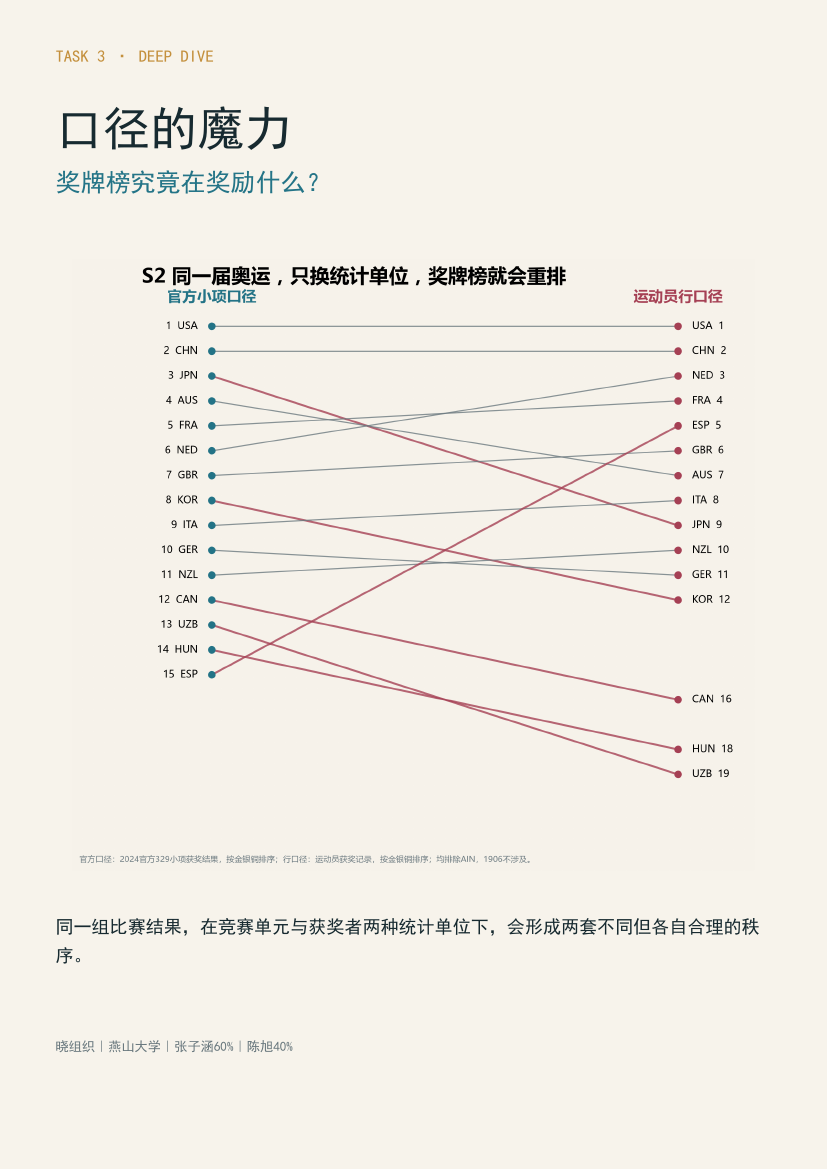 TASK 3 · DEEP DIVE
口径的魔力
奖牌榜究竟在奖励什么？
S2 同一届奥运，只换统计单位，奖牌榜就会重排
官方小项口径 运动员行口径
1 USA USA 1
2 CHN CHN 2
3 JPN NED 3
4 AUS FRA 4
5 FRA ESP 5
6 NED GBR 6
7 GBR AUS 7
8 KOR ITA 8
9 ITA JPN 9
10 GER NZL 10
11 NZL GER 11
12 CAN KOR 12
13 UZB
14 HUN
15 ESP
CAN 16
HUN 18
UZB 19
官方口径：2024官方329小项获奖结果，按金银铜排序；行口径：运动员获奖记录，按金银铜排序；均排除AIN，1906不涉及。
同一组比赛结果，在竞赛单元与获奖者两种统计单位下，会形成两套不同但各自合理的秩
序。
晓组织｜燕山大学｜张子涵60%｜陈旭40%